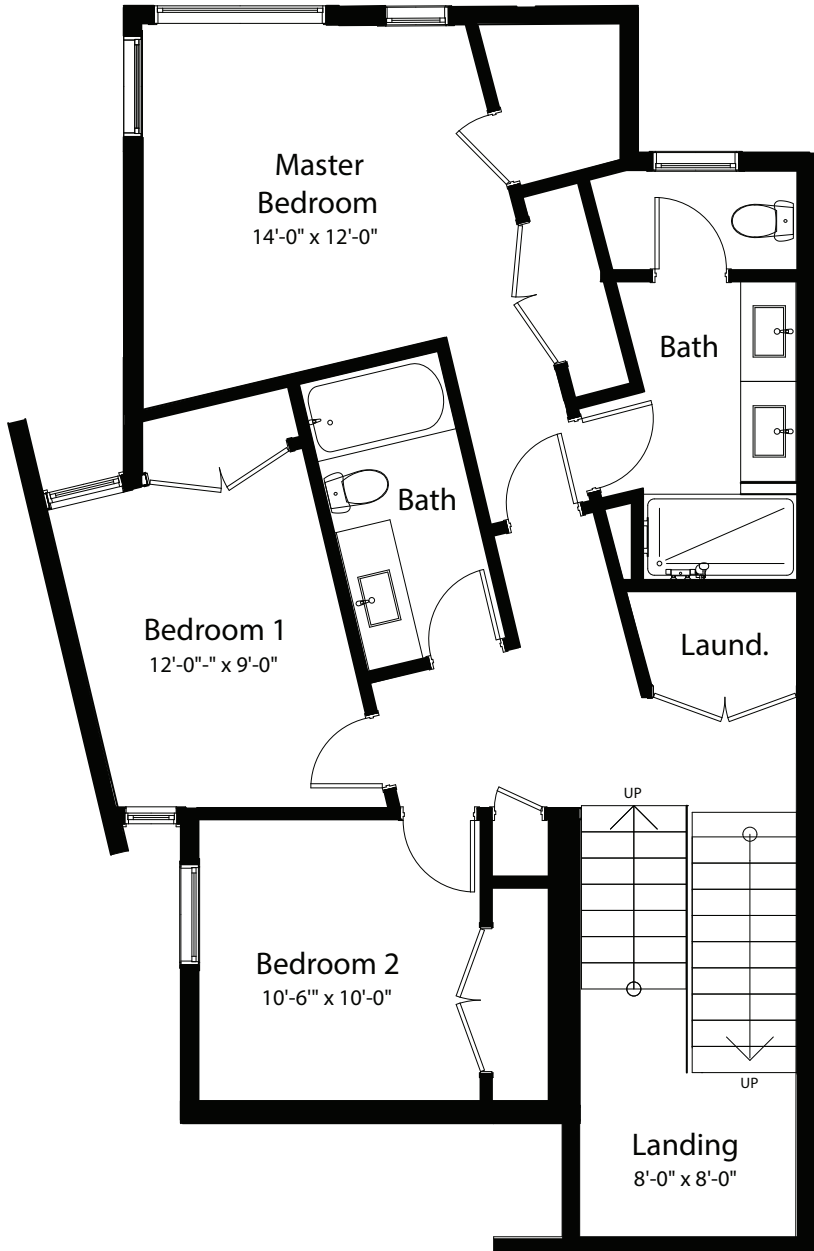 Master
Bedroom
14'-0" x 12'-0"
Bath
Bath
Bedroom 1
12'-0"-" x 9'-0"
Laund.
UP
Bedroom 2
10'-6'" x 10'-0"
UP
Landing
8'-0" x 8'-0"